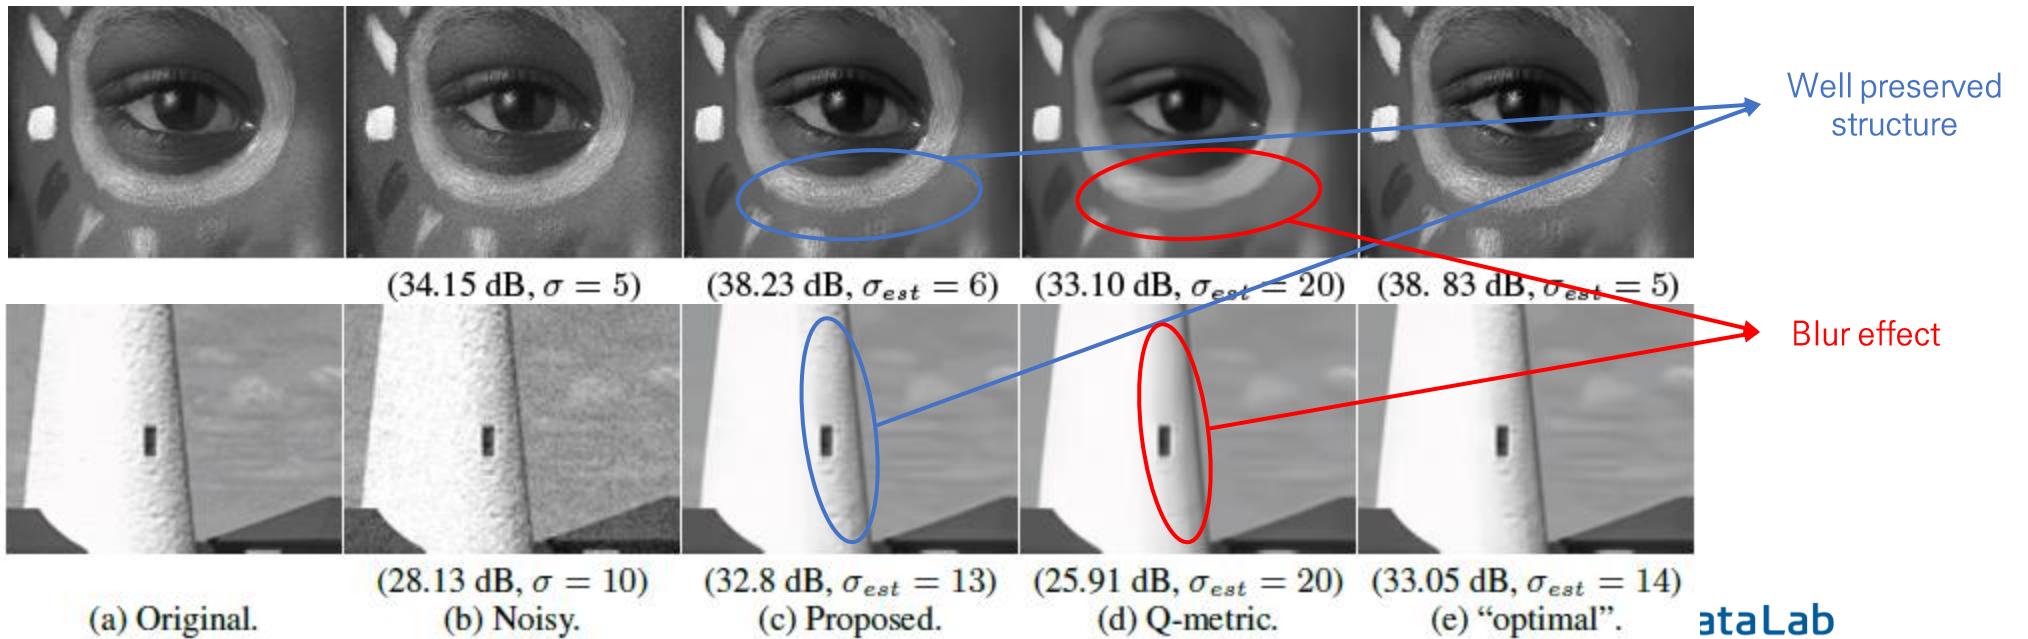 Well preserved
structure
(34.15 dB, σ = 5)
(38.23 dB, σest = 6)
(33.10 dB, σest = 20)
(38. 83 dB, σest = 5)
Blur effect
(28.13 dB, σ = 10)
(32.8 dB, σest = 13)
(25.91 dB, σest = 20)
(33.05 dB, σest = 14)
(a) Original.
(b) Noisy.
(c) Proposed.
(d) Q-metric.
(e) “optimal”.
ataLab